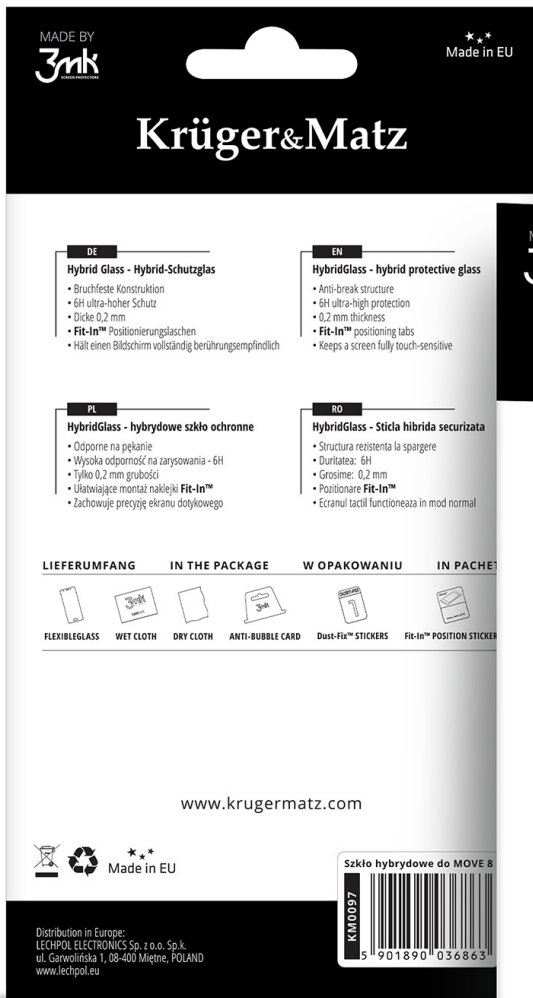 MADE BY
3mk
SCREEN PROTECTORS
Made in EU
Krüger&Matz
DE
Hybrid Glass - Hybrid-Schutzglas
• Bruchfeste Konstruktion
• 6H ultra-hoher Schutz
• Dicke 0,2 mm
• Fit-In™ Positionierungslaschen
• Hält einen Bildschirm vollständig berührungsempfindlich
EN
HybridGlass - hybrid protective glass
• Anti-break structure
• 6H ultra-high protection
• 0,2 mm thickness
• Fit-In™ positioning tabs
• Keeps a screen fully touch-sensitive
PL
HybridGlass - hybrydowe szkło ochronne
• Odporne na pękanie
• Wysoka odporność na zarysowania - 6H
• Tylko 0,2 mm grubości
• Ułatwiające montaż naklejki Fit-In™
• Zachowuje precyzję ekranu dotykowego
RO
HybridGlass - Sticla hibrida securizata
• Structura rezistenta la spargere
• Duritatea: 6H
• Grosime: 0,2 mm
• Pozitionare Fit-In™
• Ecranul tactil functioneaza in mod normal
LIEFERUMFANG IN THE PACKAGE W OPAKOWANIU IN PACHET
3mk 3mk 1
FLEXIBLEGLASS WET CLOTH DRY CLOTH ANTI-BUBBLE CARD Dust-Fix™ STICKERS Fit-In™ POSITION STICKER
www.krugermatz.com
Made in EU
Szkło hybrydowe do MOVE 8
KM0097
5 901890 036863
Distribution in Europe:
LECHPOL ELECTRONICS Sp. z o.o. Sp.k.
ul. Garwolińska 1, 08-400 Miętne, POLAND
www.lechpol.eu